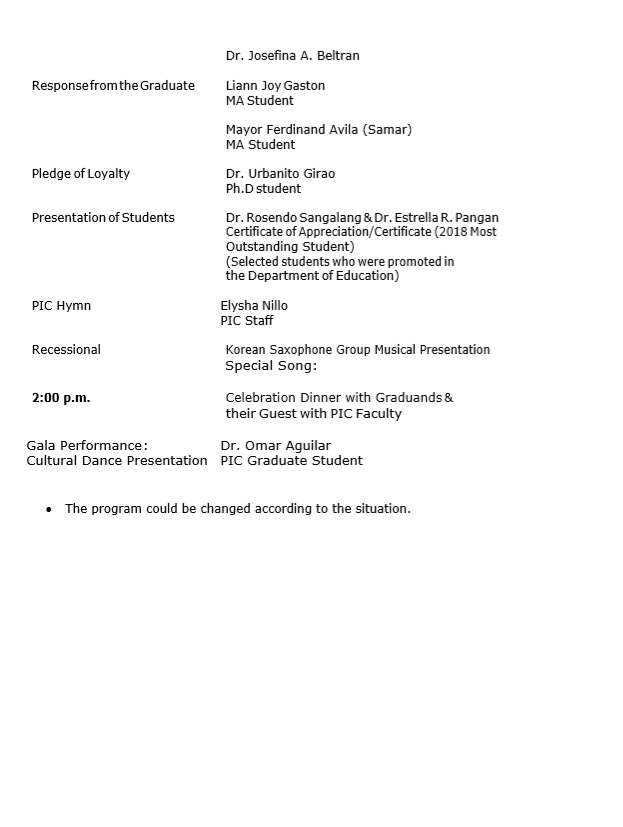 Dr. Josefina A. Beltran
Response from the Graduate Liann Joy Gaston
MA Student
Mayor Ferdinand Avila (Samar)
MA Student
Pledge of Loyalty Dr. Urbanito Girao
Ph.D student
Presentation of Students Dr. Rosendo Sangalang & Dr. Estrella R. Pangan
Certificate of Appreciation/Certificate (2018 Most
Outstanding Student)
(Selected students who were promoted in
the Department of Education)
PIC Hymn Elysha Nillo
PIC Staff
Recessional Korean Saxophone Group Musical Presentation
Special Song:
2:00 p.m. Celebration Dinner with Graduands &
their Guest with PIC Faculty
Gala Performance: Dr. Omar Aguilar
Cultural Dance Presentation PIC Graduate Student
• The program could be changed according to the situation.